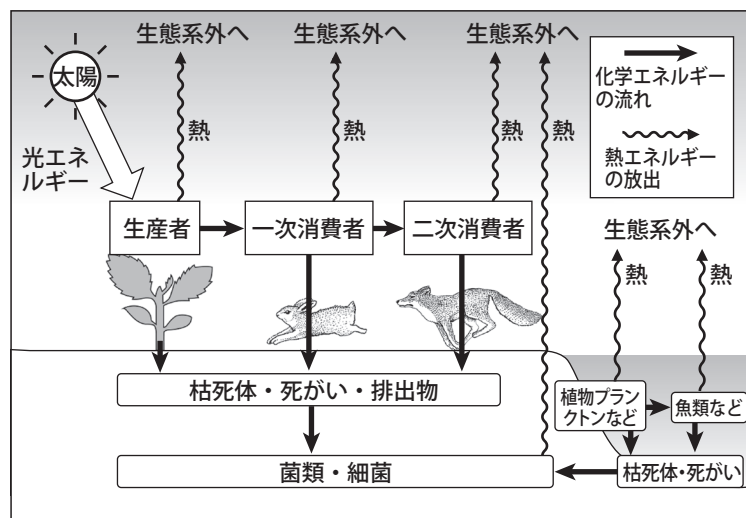 生態系外へ
生態系外へ
生態系外へ
太陽
熱
熱
熱
熱
化学エネルギー
の流れ
熱エネルギー
の放出
光エネ
ルギー
生産者
一次消費者
二次消費者
生態系外へ
熱
熱
枯死体・死がい・排出物
植物プラン
クトンなど
魚類など
菌類・細菌
枯死体・死がい